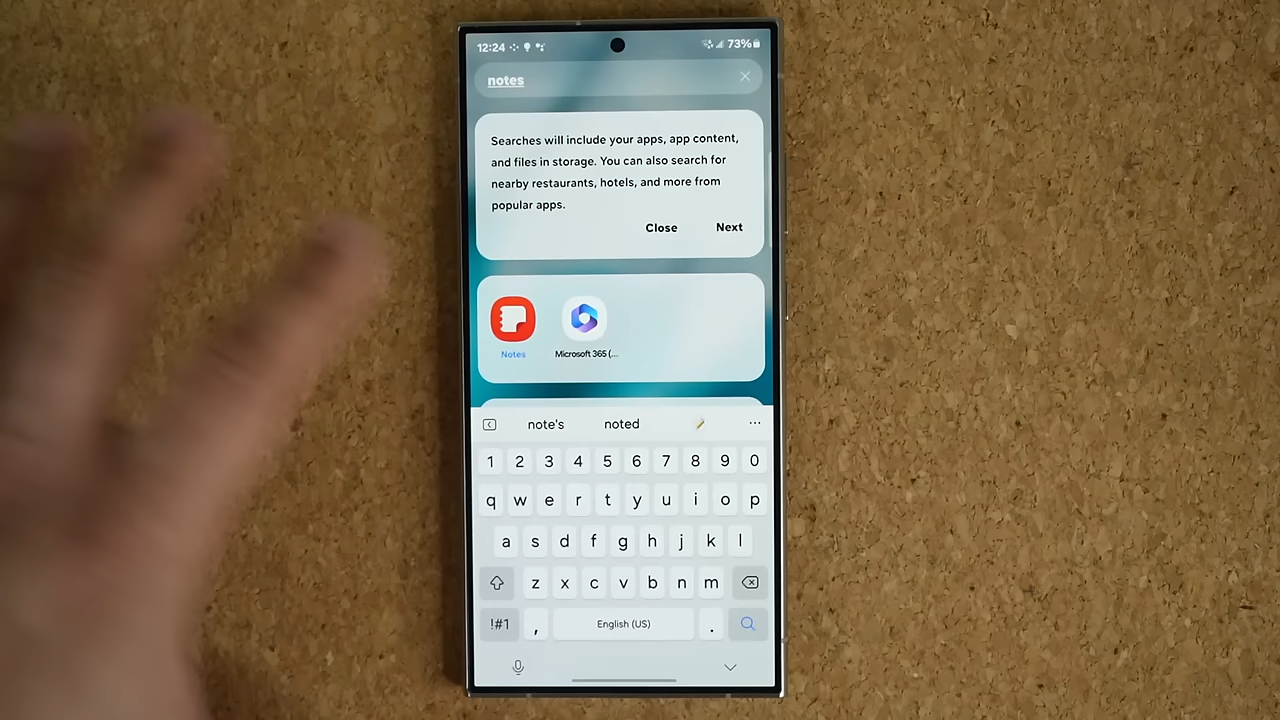 12:24
73%
notes
Searches will include your apps, app content,
and files in storage. You can also search for
nearby restaurants, hotels, and more from
popular apps.
Close Next
Notes Microsoft 365 (...
note's noted ...
1 2 3 4 5 6 7 8 9 0
q w e r t y u i o p
a s d f g h j k l
z x c v b n m
!#1 , English (US) .